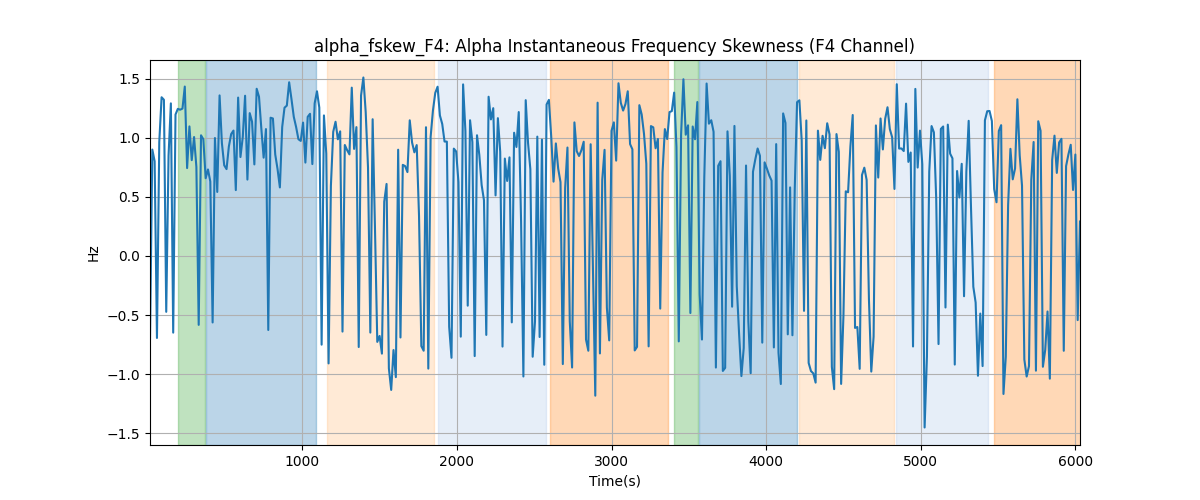 alpha_fskew_F4: Alpha Instantaneous Frequency Skewness (F4 Channel)
1.5
1.0
0.5
0.0
−0.5
−1.0
−1.5
Hz
1000 2000 3000 4000 5000 6000
Time(s)